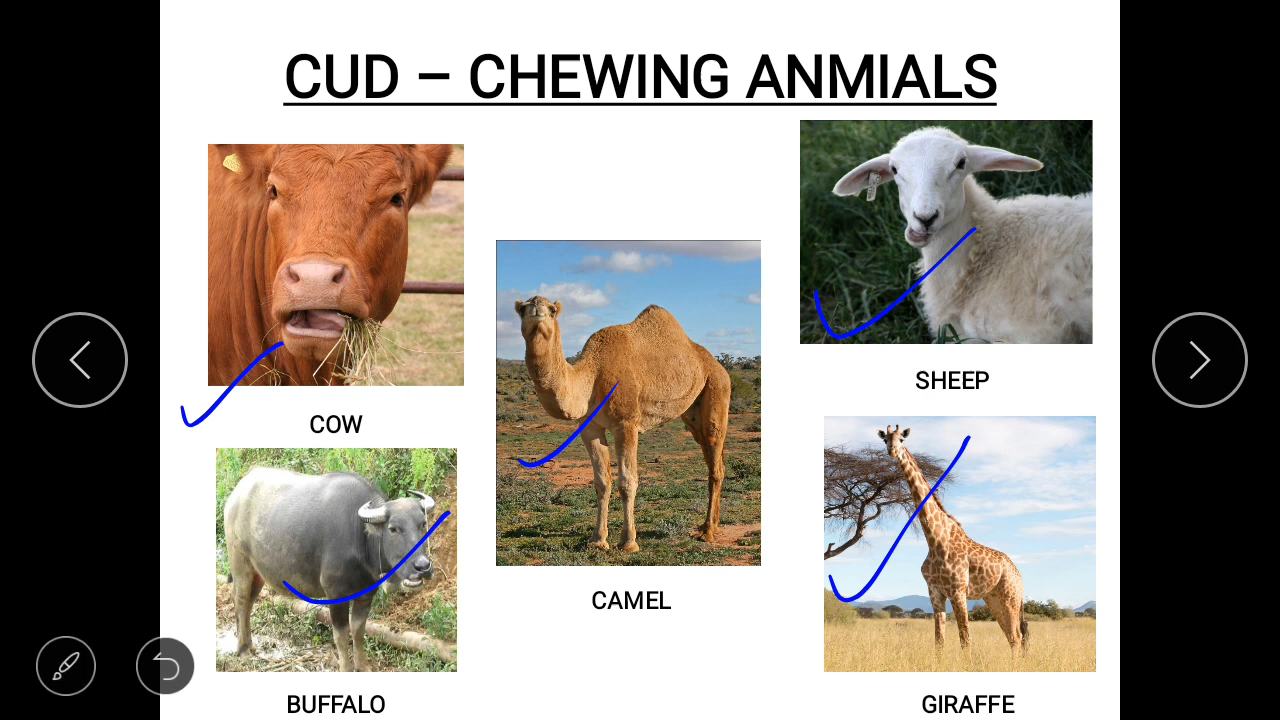 CUD – CHEWING ANMIALS
COW
SHEEP
CAMEL
BUFFALO
GIRAFFE